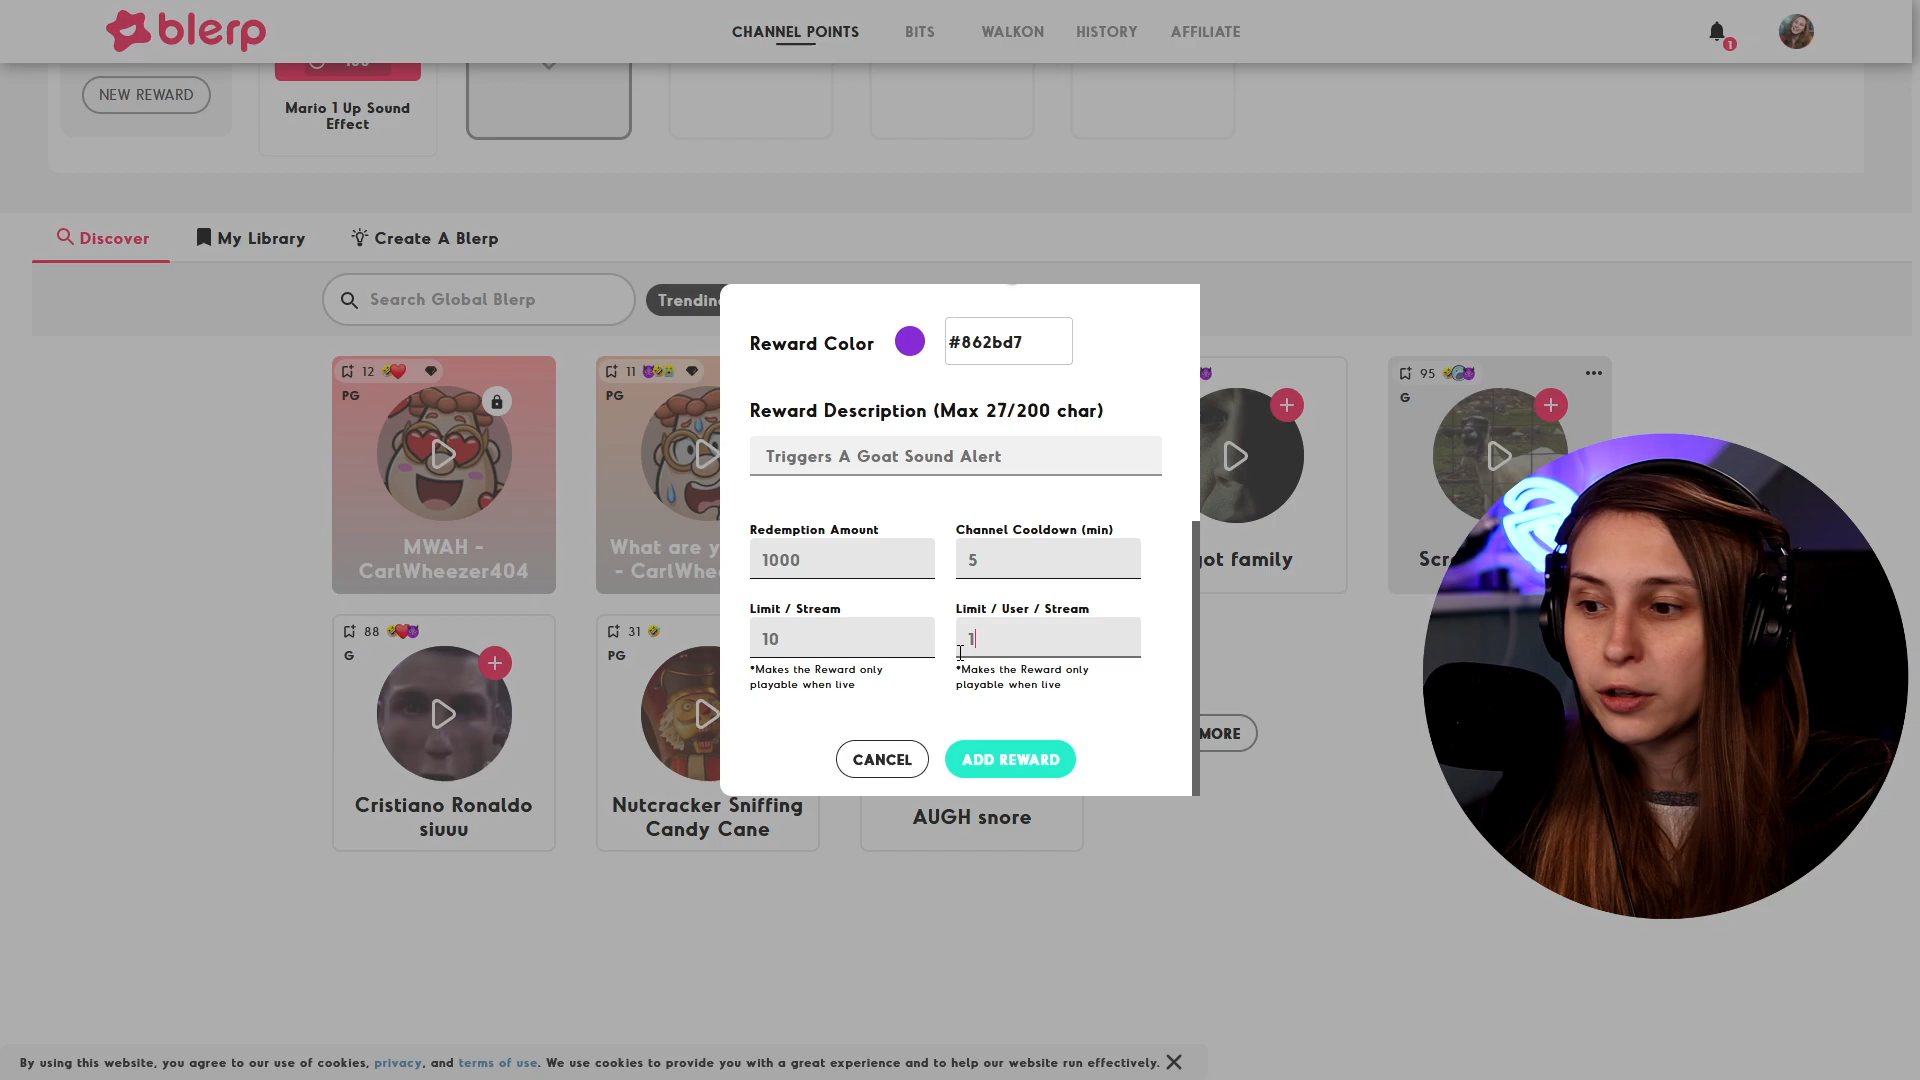 blerp
CHANNEL POINTS
BITS
WALKON
HISTORY
AFFILIATE
1
NEW REWARD
Mario 1 Up Sound
Effect
Discover
My Library
Create A Blerp
Search Global Blerp
Trending
Reward Color
#862bd7
Reward Description (Max 27/200 char)
Triggers A Goat Sound Alert
Redemption Amount
Channel Cooldown (min)
1000
5
Limit / Stream
Limit / User / Stream
10
1
*Makes the Reward only
playable when live
*Makes the Reward only
playable when live
CANCEL
ADD REWARD
12
PG
MWAH -
CarlWheezer404
11
PG
What are y
- CarlWhee
got family
95
G
Scr
88
G
Cristiano Ronaldo
siuuu
31
PG
Nutcracker Sniffing
Candy Cane
AUGH snore
MORE
By using this website, you agree to our use of cookies, privacy, and terms of use. We use cookies to provide you with a great experience and to help our website run effectively.